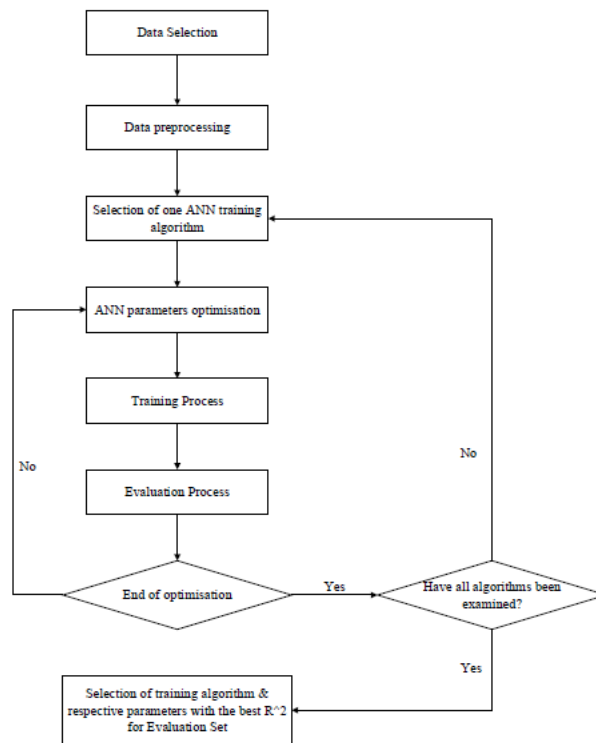 Data Selection
Data preprocessing
Selection of one ANN training
algorithm
ANN parameters optimisation
Training Process
No
No
Evaluation Process
End of optimisation
Yes
Have all algorithms been
examined?
Yes
Selection of training algorithm &
respective parameters with the best R^2
for Evaluation Set